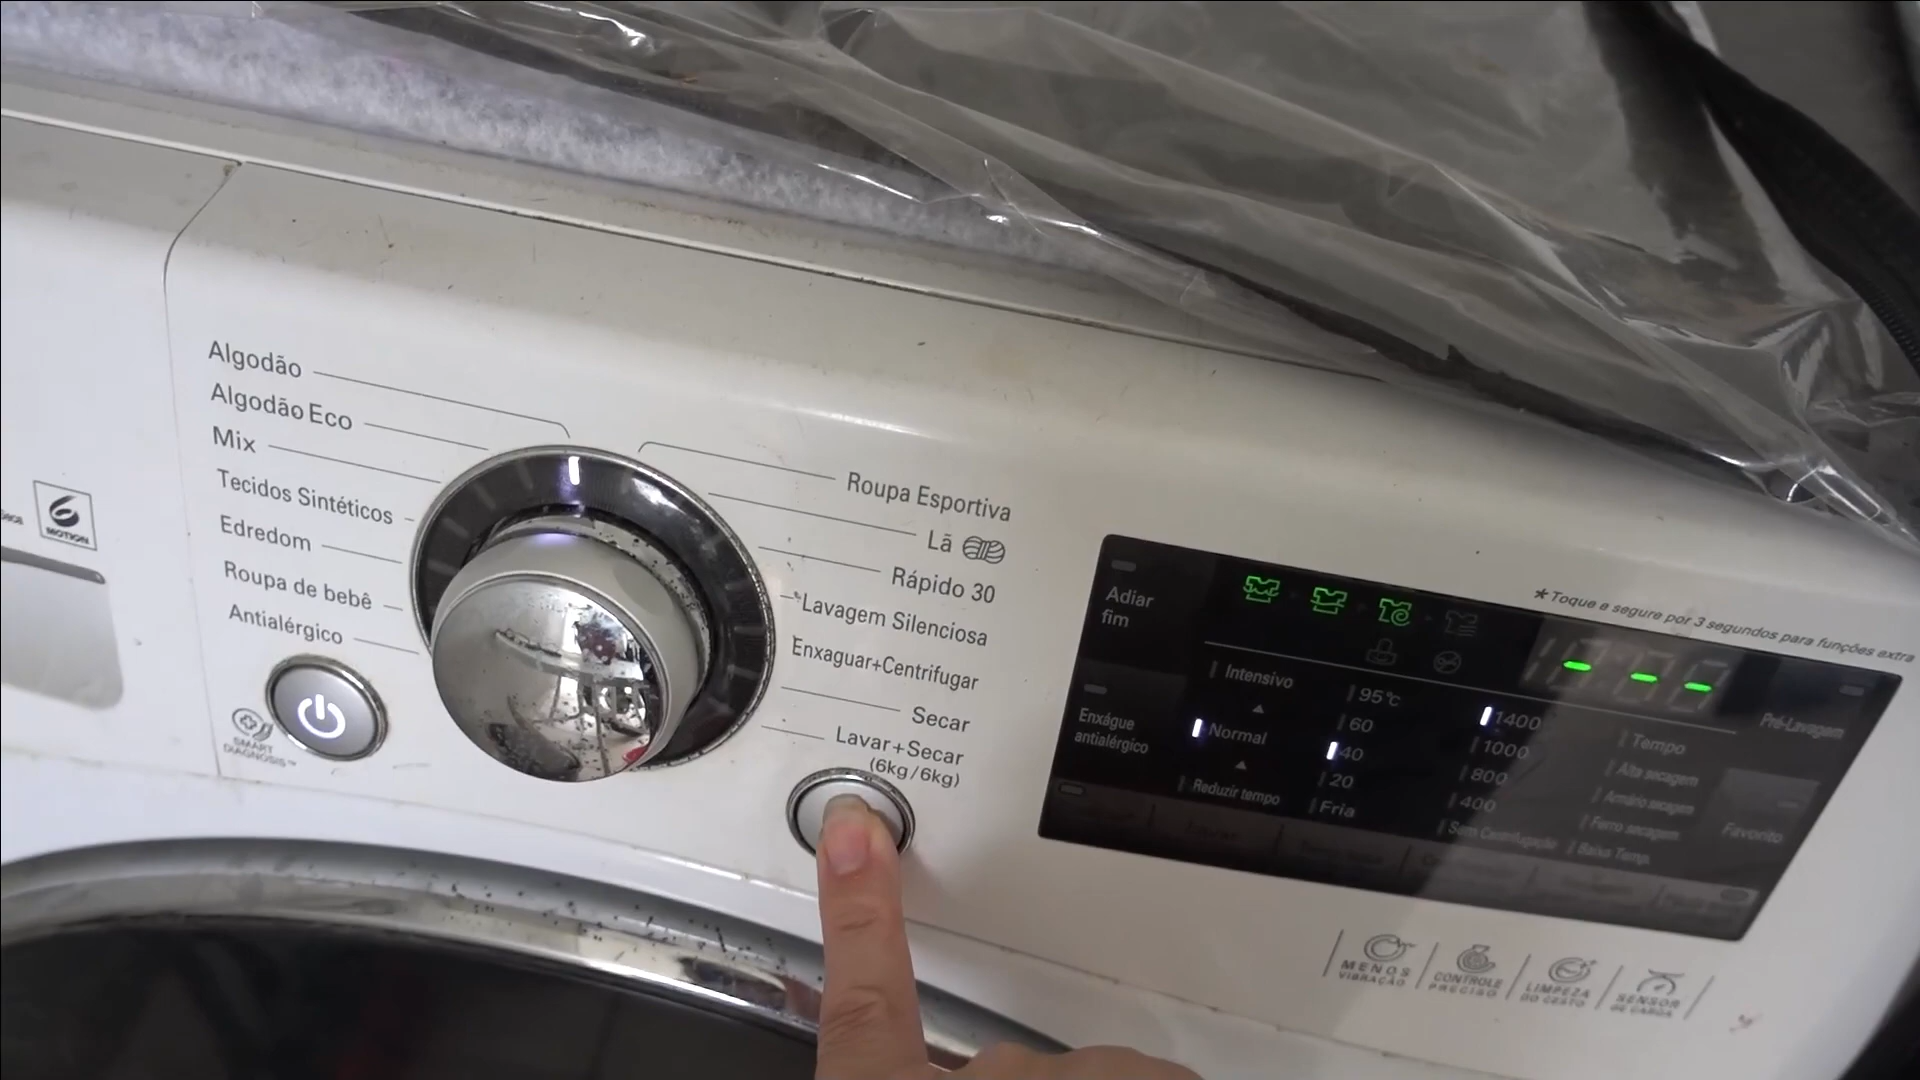 Algodão
Algodão Eco
Mix
Tecidos Sintéticos
Edredom
Roupa de bebê
Antialérgico
MOTION
SMART
DIAGNOSIS™
Roupa Esportiva
Lã
Rápido 30
*Lavagem Silenciosa
Enxaguar+Centrifugar
Secar
Lavar+Secar
(6kg/6kg)
*Toque e segure por 3 segundos para funções extra
Adiar
fim
Enxágue
antialérgico
Intensivo
Normal
Reduzir tempo
95°C
60
40
20
Fria
1400
1000
800
400
Sem Centrifugação
Tempo
Alta secagem
Armário secagem
Ferro secagem
Baixa Temp.
- - -
Pré-Lavagem
Favorito
MENOS
VIBRAÇÃO
CONTROLE
PRECISO
LIMPEZA
DO CESTO
SENSOR
DE CARGA